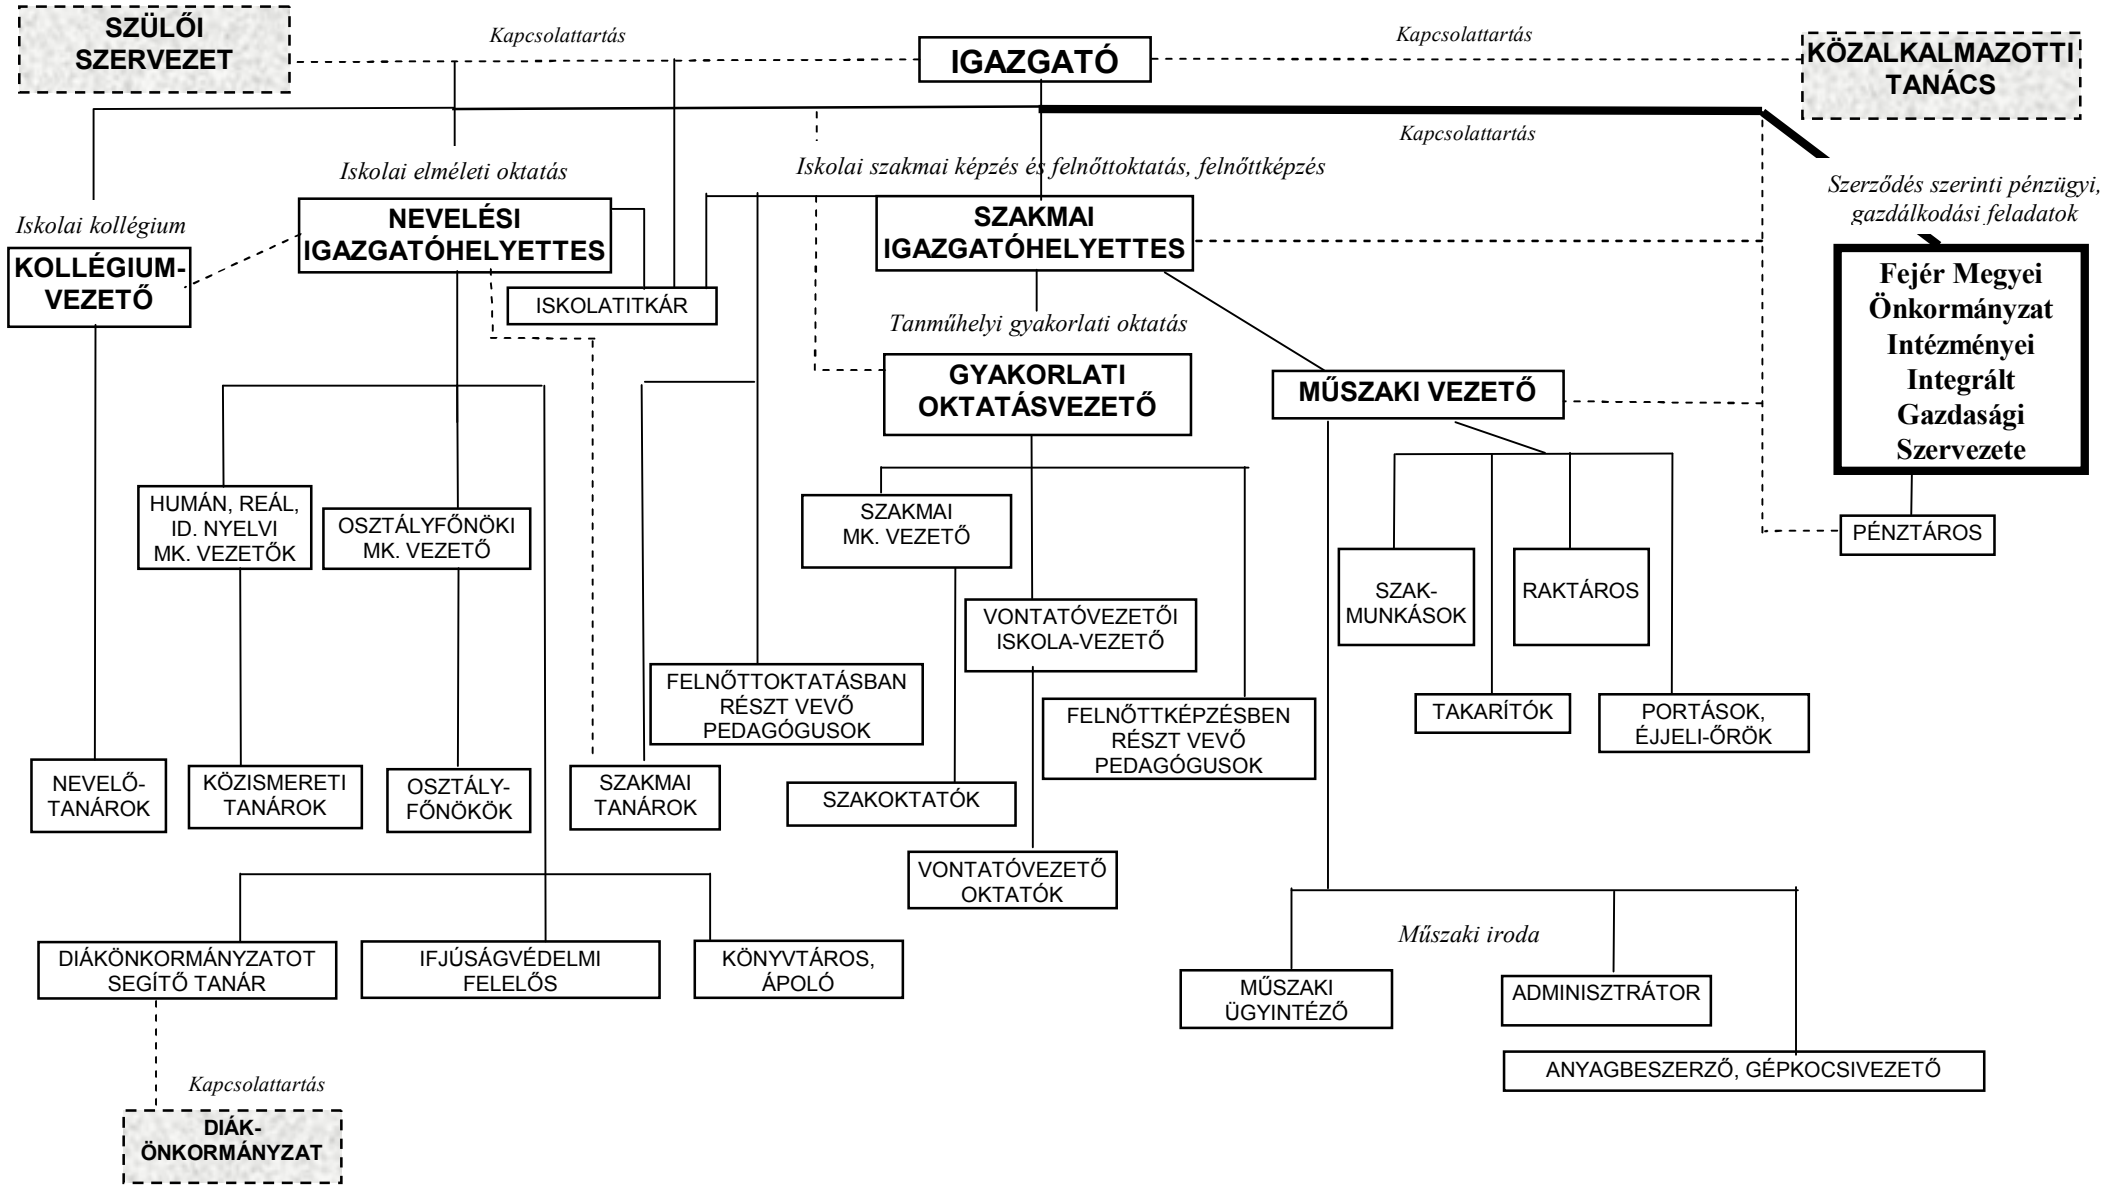 SZÜLŐI
SZERVEZET
Kapcsolattartás
IGAZGATÓ
Kapcsolattartás
KÖZALKALMAZOTTI
TANÁCS
Kapcsolattartás
Iskolai elméleti oktatás
Iskolai szakmai képzés és felnőttoktatás, felnőttképzés
Szerződés szerinti pénzügyi,
gazdálkodási feladatok
Iskolai kollégium
KOLLÉGIUM-
VEZETŐ
NEVELÉSI
IGAZGATÓHELYETTES
ISKOLATITKÁR
SZAKMAI
IGAZGATÓHELYETTES
Fejér Megyei
Önkormányzat
Intézményei
Integrált
Gazdasági
Szervezete
Tanműhelyi gyakorlati oktatás
GYAKORLATI
OKTATÁSVEZETŐ
MŰSZAKI VEZETŐ
HUMÁN, REÁL,
ID. NYELVI
MK. VEZETŐK
OSZTÁLYFŐNÖKI
MK. VEZETŐ
SZAKMAI
MK. VEZETŐ
PÉNZTÁROS
VONTATÓVEZETŐI
ISKOLA-VEZETŐ
SZAK-
MUNKÁSOK
RAKTÁROS
FELNŐTTOKTATÁSBAN
RÉSZT VEVŐ
PEDAGÓGUSOK
FELNŐTTKÉPZÉSBEN
RÉSZT VEVŐ
PEDAGÓGUSOK
TAKARÍTÓK
PORTÁSOK,
ÉJJELI-ŐRÖK
NEVELŐ-
TANÁROK
KÖZISMERETI
TANÁROK
OSZTÁLY-
FŐNÖKÖK
SZAKMAI
TANÁROK
SZAKOKTATÓK
VONTATÓVEZETŐ
OKTATÓK
DIÁKÖNKORMÁNYZATOT
SEGÍTŐ TANÁR
IFJÚSÁGVÉDELMI
FELELŐS
KÖNYVTÁROS,
ÁPOLÓ
Műszaki iroda
MŰSZAKI
ÜGYINTÉZŐ
ADMINISZTRÁTOR
ANYAGBESZERZŐ, GÉPKOCSIVEZETŐ
Kapcsolattartás
DIÁK-
ÖNKORMÁNYZAT